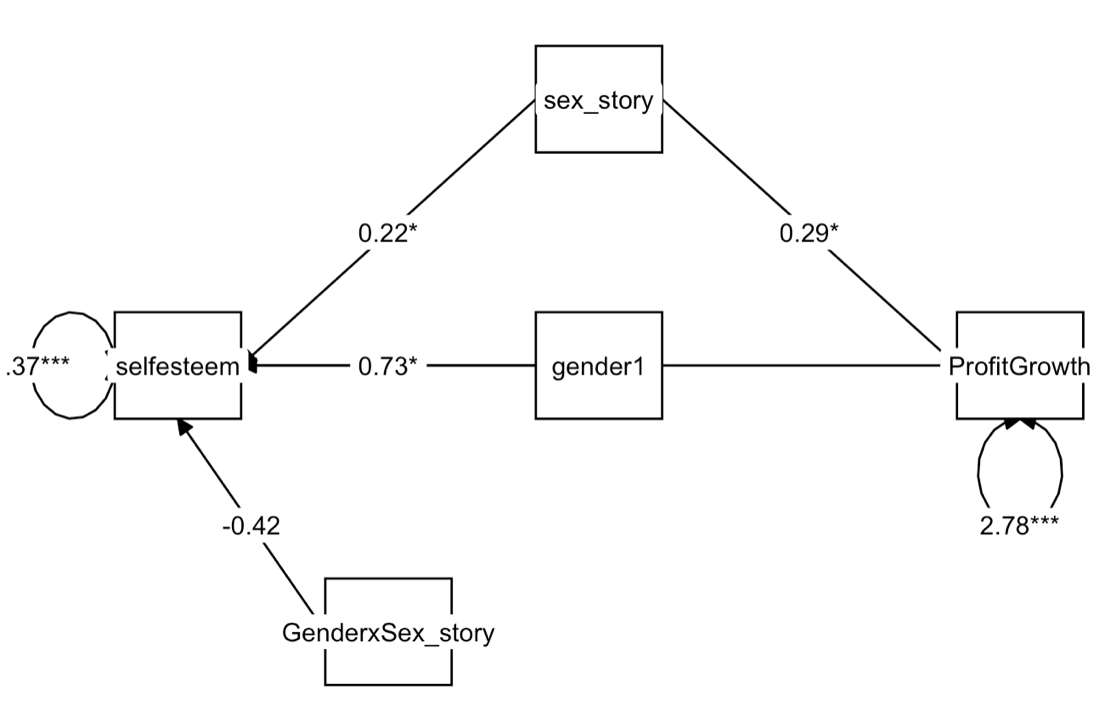 sex_story
0.22*
0.29*
.37***
selfesteem
0.73*
gender1
ProfitGrowth
-0.42
2.78***
GenderxSex_story